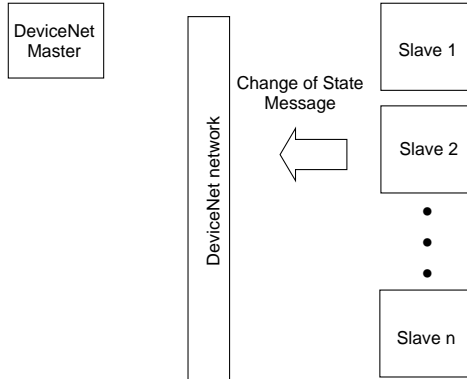 DeviceNet
Master
Slave 1
Change of State
Message
Slave 2
DeviceNet network
Slave n